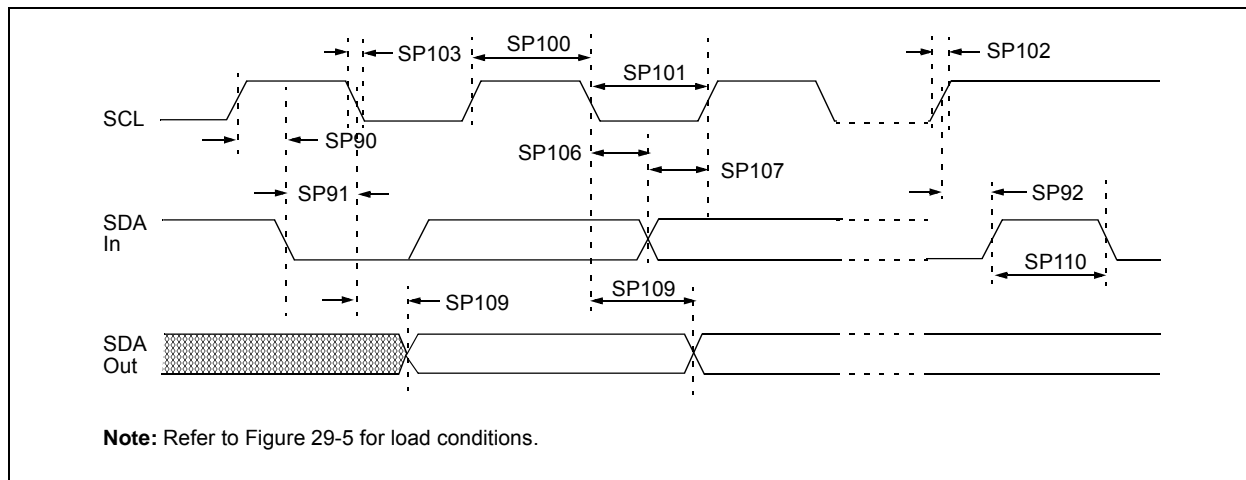 SP103
SP100
SP101
SP102
SCL
SP90
SP106
SP107
SP91
SP92
SDA
In
SP110
SP109
SP109
SDA
Out
Note: Refer to Figure 29-5 for load conditions.